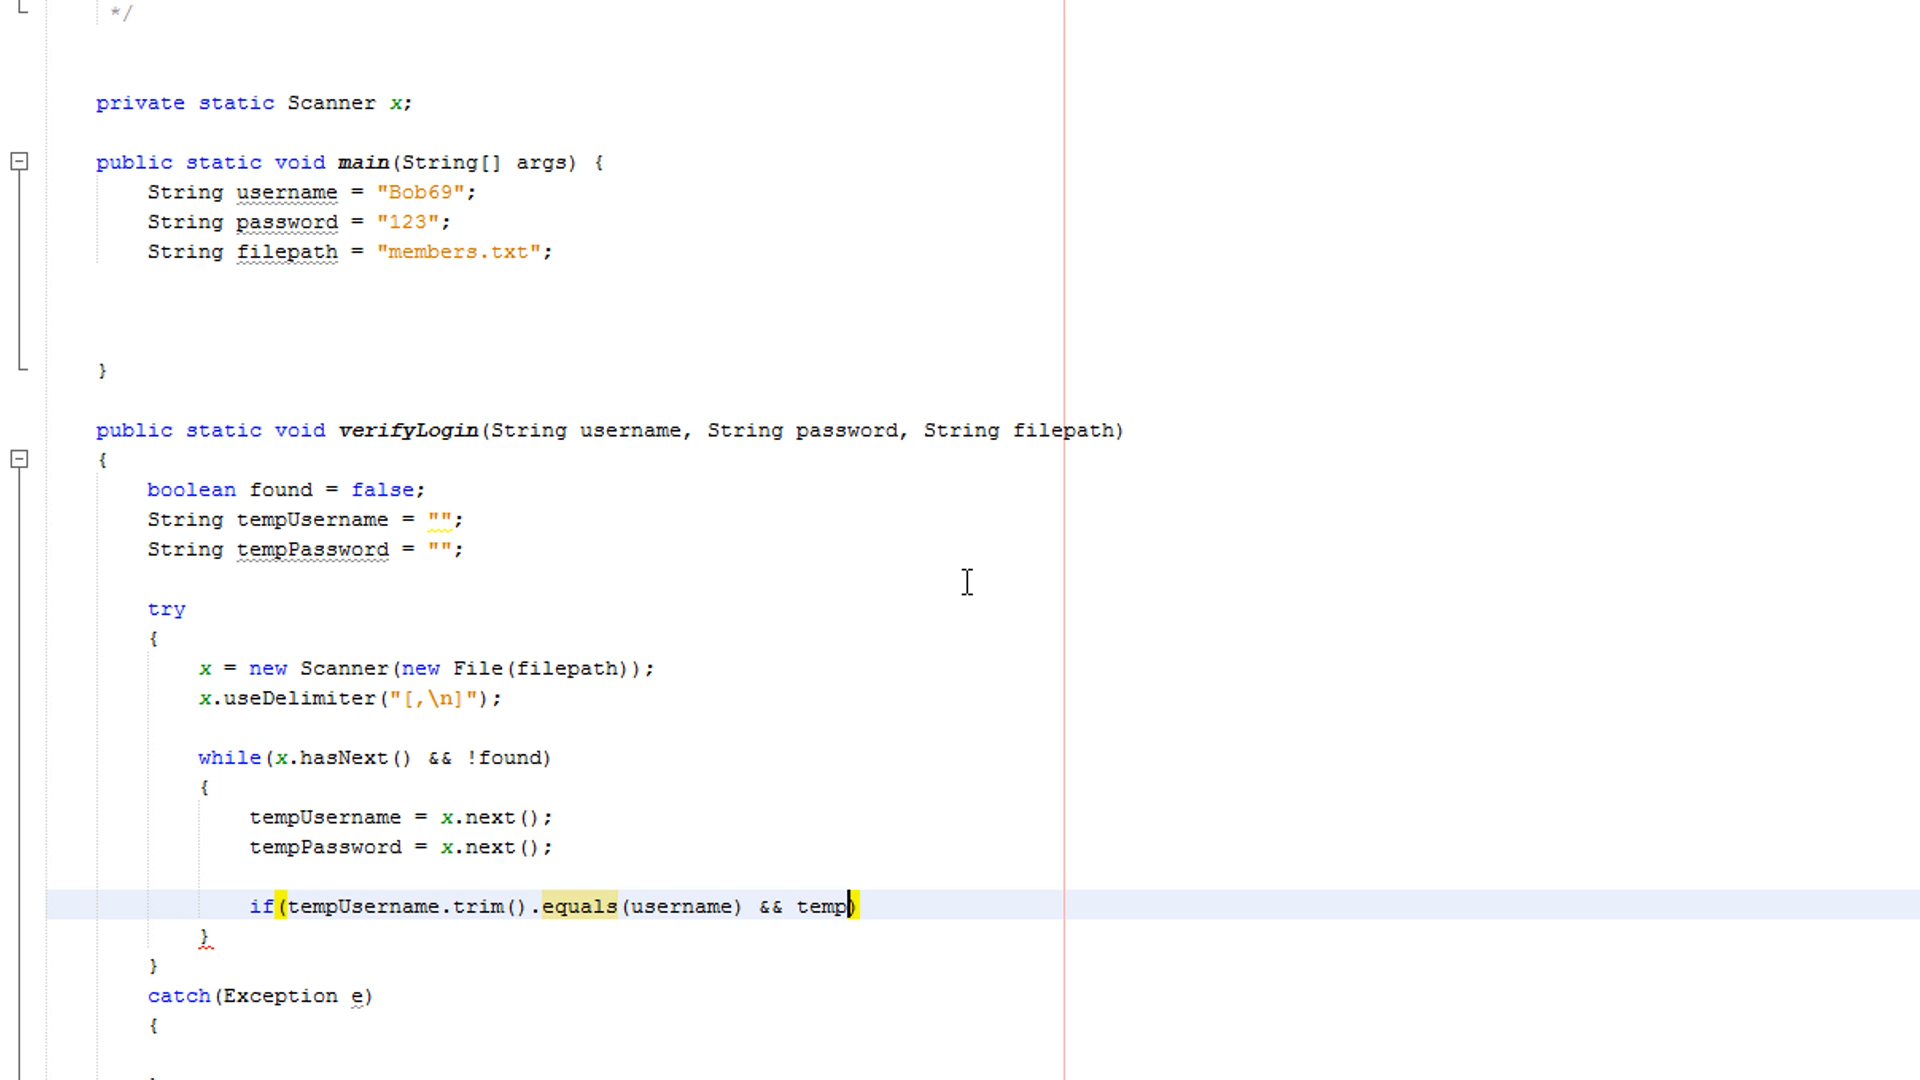 */
private static Scanner x;
public static void main(String[] args) {
String username = "Bob69";
String password = "123";
String filepath = "members.txt";
}
public static void verifyLogin(String username, String password, String filepath)
{
boolean found = false;
String tempUsername = "";
String tempPassword = "";
try
{
x = new Scanner(new File(filepath));
x.useDelimiter("[,\n]");
while(x.hasNext() && !found)
{
tempUsername = x.next();
tempPassword = x.next();
if(tempUsername.trim().equals(username) && temp)
}
}
catch(Exception e)
{